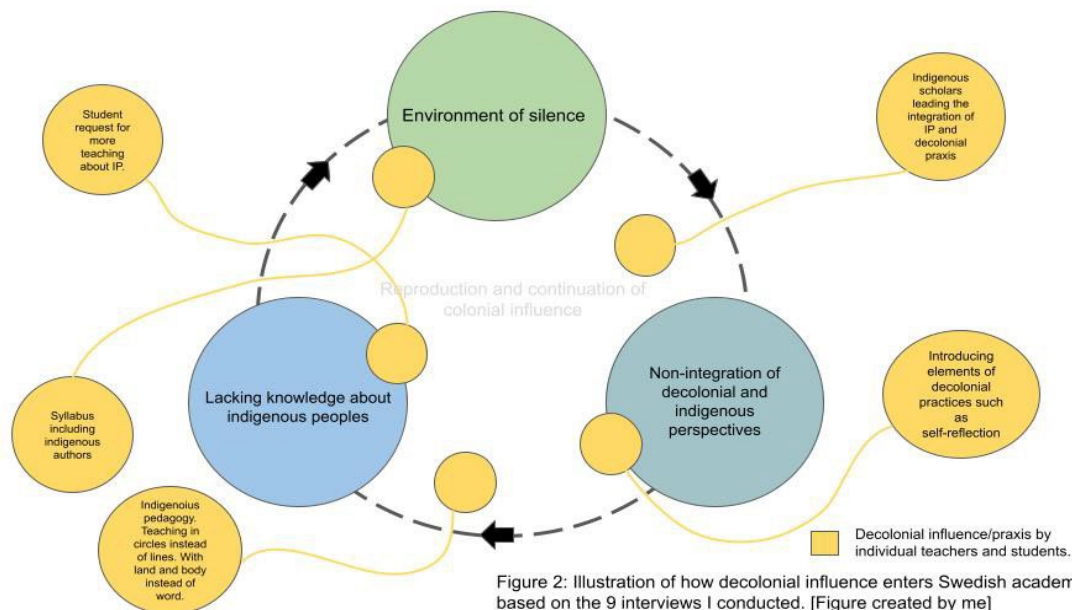 Environment of silence
Student
request for
more
teaching
about IP.
Indigenous
scholars
leading the
integration of
IP and
decolonial
praxis
Reproduction and continuation of
colonial influence
Lacking knowledge about
indigenous peoples
Non-integration of
decolonial and
indigenous
perspectives
Introducing
elements of
decolonial
practices such
as
self-reflection
Syllabus
including
indigenous
authors
Indigenoius
pedagogy.
Teaching in
circles instead
of lines. With
land and body
instead of
word.
Decolonial influence/praxis by
individual teachers and students.
Figure 2: Illustration of how decolonial influence enters Swedish academ
based on the 9 interviews I conducted. [Figure created by me]